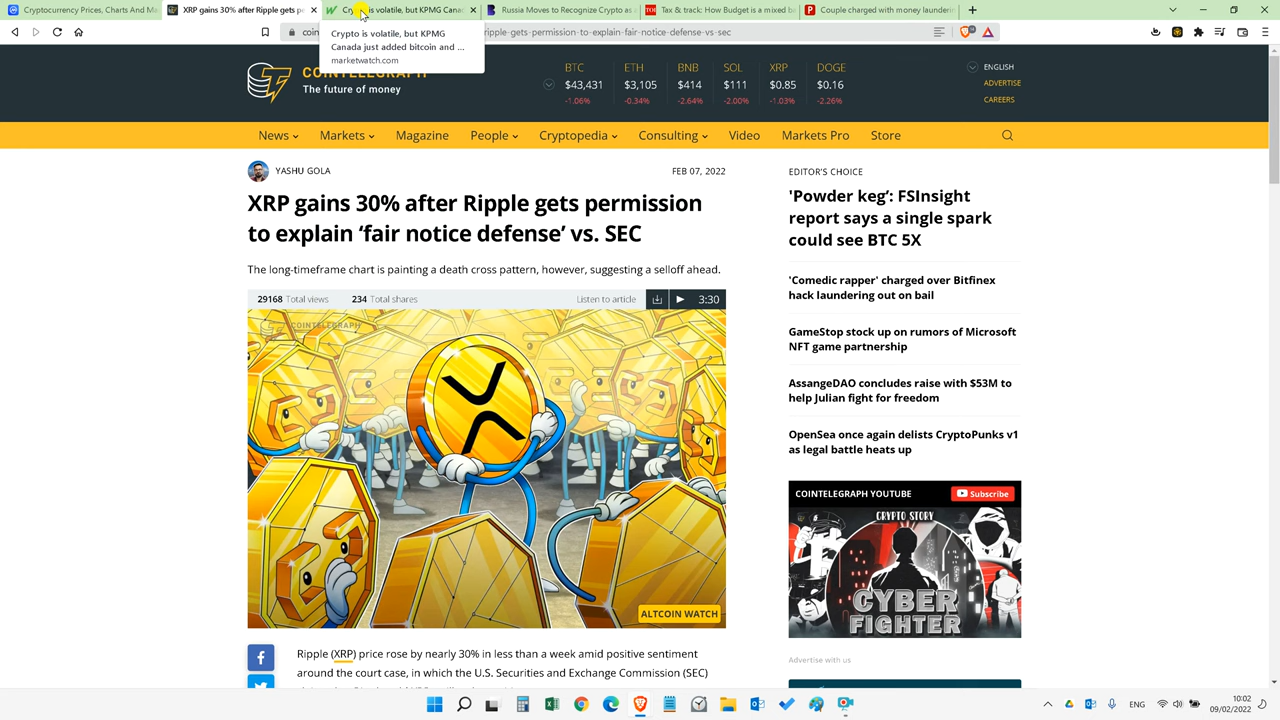 Cryptocurrency Prices, Charts And Ma
XRP gains 30% after Ripple gets pe
Crypto is volatile, but KPMG Canad
Russia Moves to Recognize Crypto as
Tax & track: How Budget is a mixed b
Couple charged with money launderin
ripple-gets-permission-to-explain-fair-notice-defense-vs-sec
Crypto is volatile, but KPMG
Canada just added bitcoin and ...
marketwatch.com
COINTELEGRAPH
The future of money
BTC ETH BNB SOL XRP DOGE
$43,431 $3,105 $414 $111 $0.85 $0.16
-1.06% -0.34% -2.64% -2.00% -1.03% -2.26%
ENGLISH
ADVERTISE
CAREERS
News Markets Magazine People Cryptopedia Consulting Video Markets Pro Store
YASHU GOLA
FEB 07, 2022
XRP gains 30% after Ripple gets permission
to explain ‘fair notice defense’ vs. SEC
The long-timeframe chart is painting a death cross pattern, however, suggesting a selloff ahead.
29168 Total views 234 Total shares Listen to article 3:30
COINTELEGRAPH
ALTCOIN WATCH
Ripple (XRP) price rose by nearly 30% in less than a week amid positive sentiment
around the court case, in which the U.S. Securities and Exchange Commission (SEC)
EDITOR'S CHOICE
'Powder keg’: FSInsight
report says a single spark
could see BTC 5X
'Comedic rapper' charged over Bitfinex
hack laundering out on bail
GameStop stock up on rumors of Microsoft
NFT game partnership
AssangeDAO concludes raise with $53M to
help Julian fight for freedom
OpenSea once again delists CryptoPunks v1
as legal battle heats up
COINTELEGRAPH YOUTUBE Subscribe
CRYPTO STORY
CYBER
FIGHTER
Advertise with us
ENG
10:02
09/02/2022